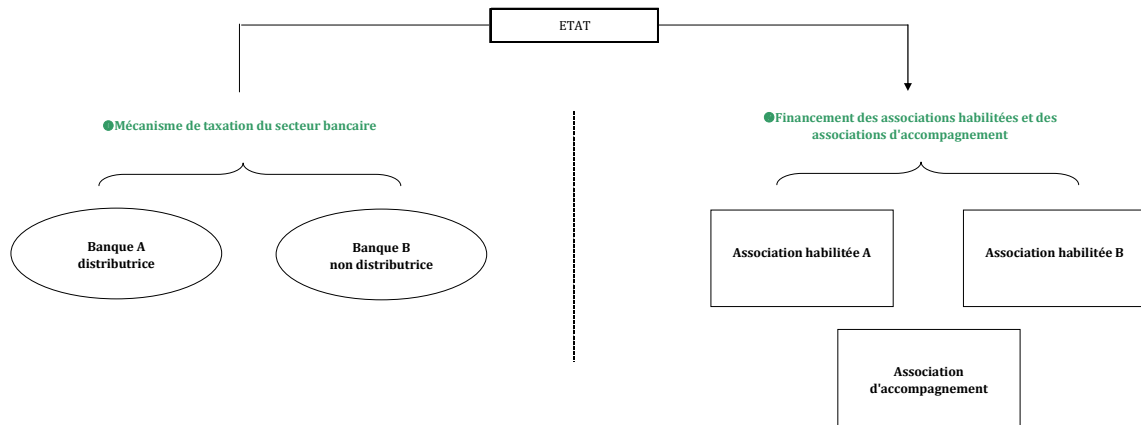 ETAT
Mécanisme de taxation du secteur bancaire
Financement des associations habilitées et des
associations d'accompagnement
Banque A
distributrice
Banque B
non distributrice
Association habilitée A
Association habilitée B
Association
d'accompagnement